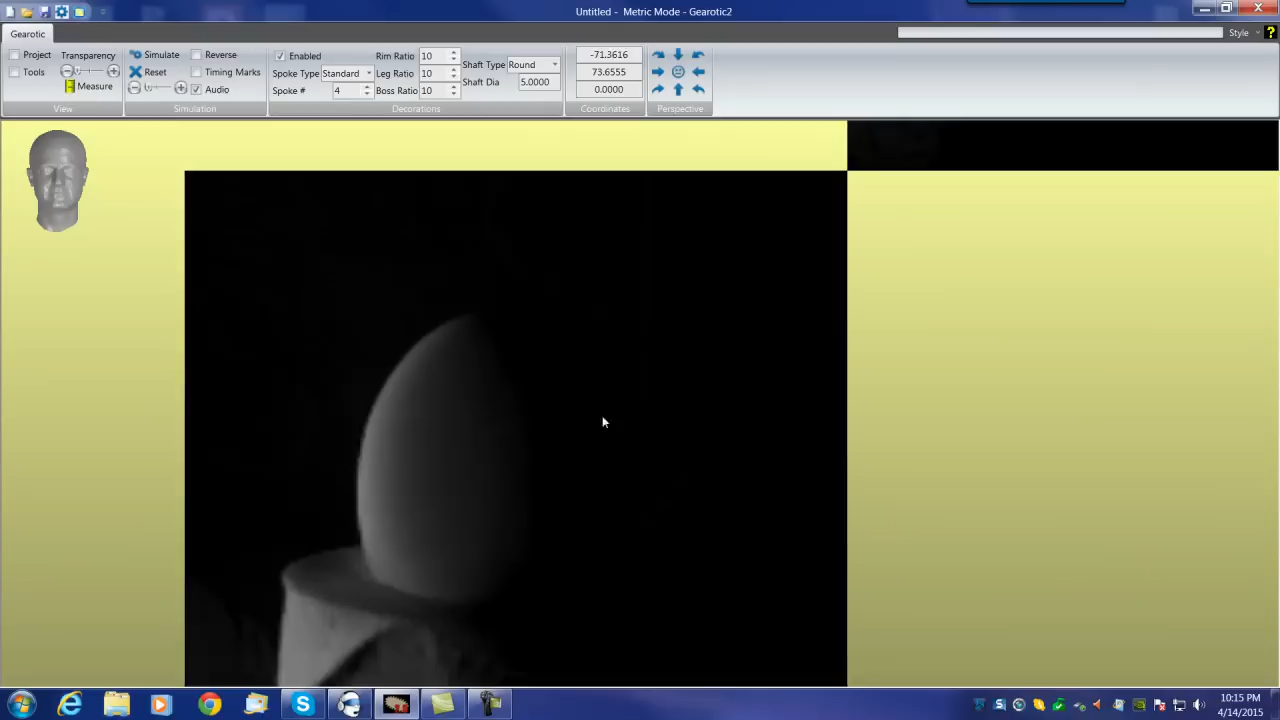 Untitled - Metric Mode - Gearotic2
Gearotic
Style
Project
Tools
Transparency
Measure
View
Simulate
Reset
Reverse
Timing Marks
Audio
Simulation
Enabled
Spoke Type Standard
Spoke # 4
Rim Ratio 10
Leg Ratio 10
Boss Ratio 10
Shaft Type Round
Shaft Dia 5.0000
Decorations
-71.3616
73.6555
0.0000
Coordinates
Perspective
10:15 PM
4/14/2015